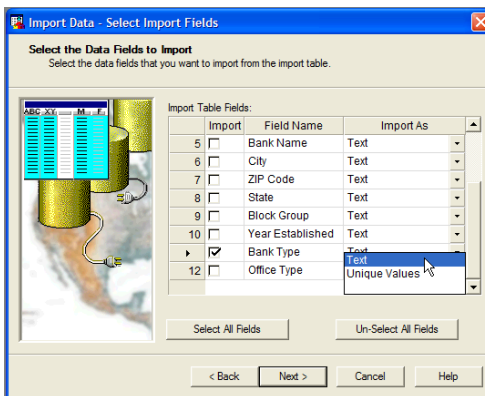 Import Data - Select Import Fields
Select the Data Fields to Import
Select the data fields that you want to import from the import table.
ABC XY M F
Import Table Fields:
Import Field Name Import As
5 Bank Name Text
6 City Text
7 ZIP Code Text
8 State Text
9 Block Group Text
10 Year Established Text
Bank Type Text
12 Office Type
Text
Unique Values
Select All Fields Un-Select All Fields
< Back Next > Cancel Help